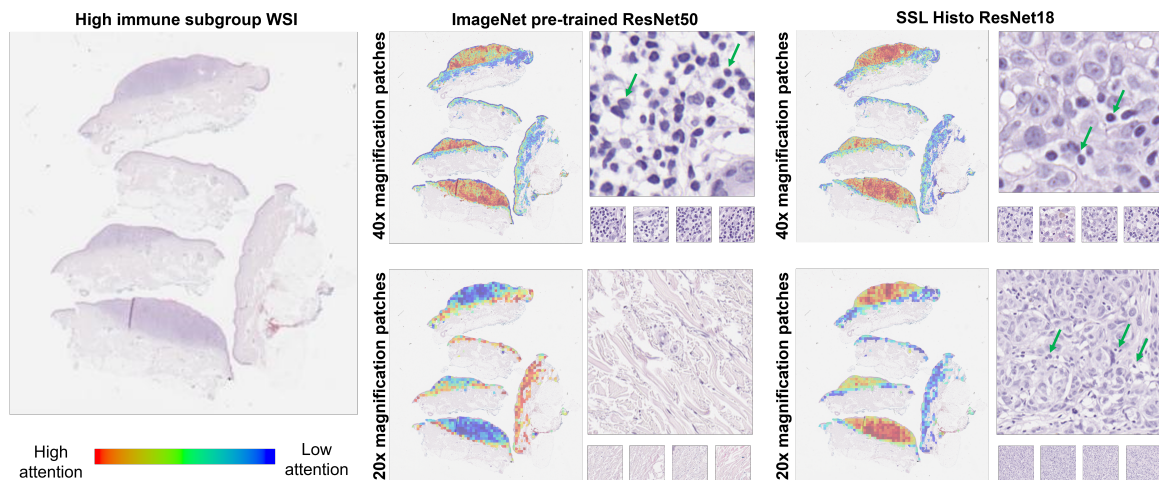 High immune subgroup WSI
ImageNet pre-trained ResNet50
SSL Histo ResNet18
40x magnification patches
40x magnification patches
20x magnification patches
20x magnification patches
High
attention
Low
attention